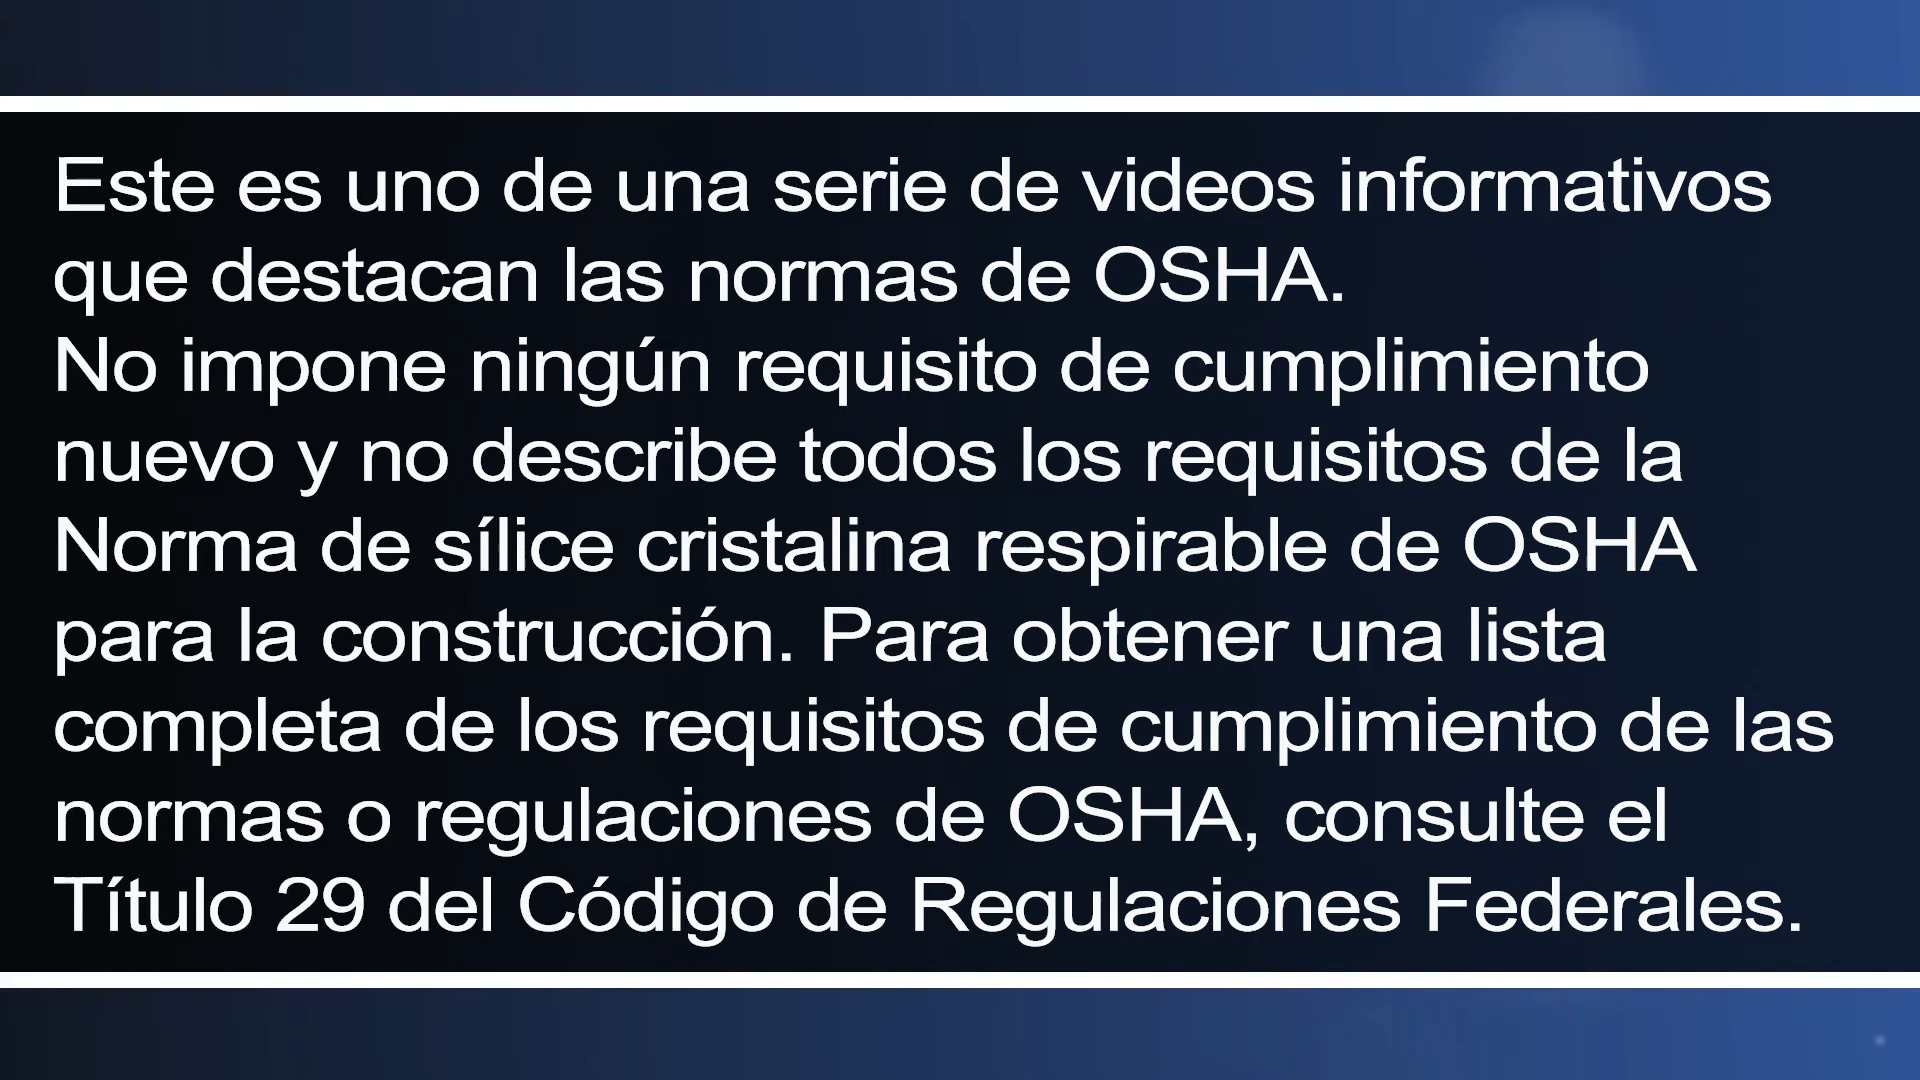 Este es uno de una serie de videos informativos
que destacan las normas de OSHA.
No impone ningún requisito de cumplimiento
nuevo y no describe todos los requisitos de la
Norma de sílice cristalina respirable de OSHA
para la construcción. Para obtener una lista
completa de los requisitos de cumplimiento de las
normas o regulaciones de OSHA, consulte el
Título 29 del Código de Regulaciones Federales.